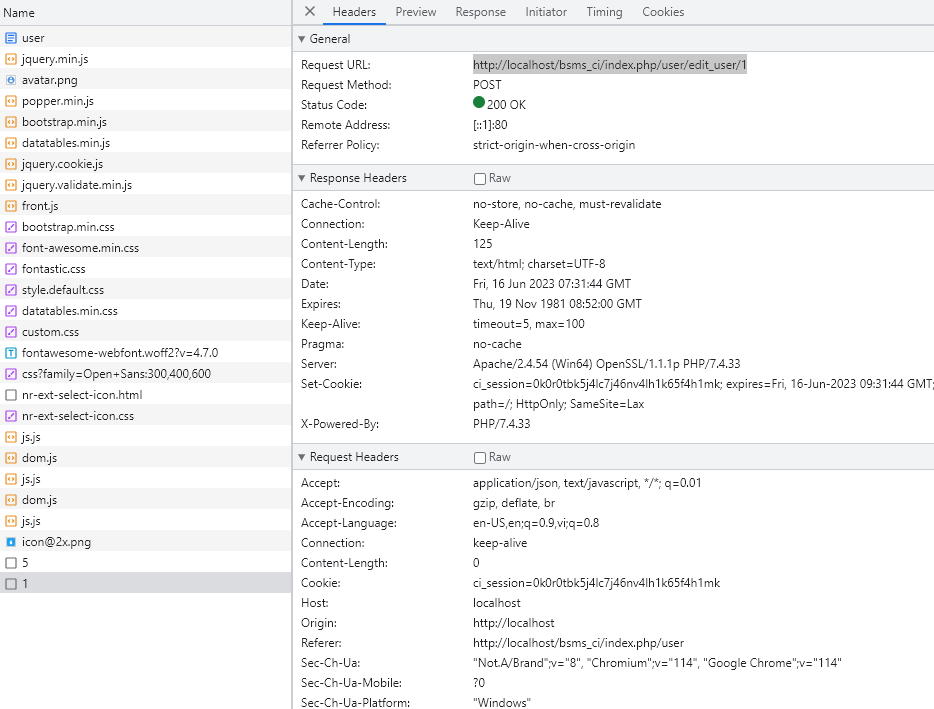 Name
user
jquery.min.js
avatar.png
popper.min.js
bootstrap.min.js
datatables.min.js
jquery.cookie.js
jquery.validate.min.js
front.js
bootstrap.min.css
font-awesome.min.css
fontastic.css
style.default.css
datatables.min.css
custom.css
fontawesome-webfont.woff2?v=4.7.0
css?family=Open+Sans:300,400,600
nr-ext-select-icon.html
nr-ext-select-icon.css
js.js
dom.js
js.js
dom.js
js.js
icon@2x.png
5
1
Headers Preview Response Initiator Timing Cookies
General
Request URL: http://localhost/bsms_ci/index.php/user/edit_user/1
Request Method: POST
Status Code: 200 OK
Remote Address: [::1]:80
Referrer Policy: strict-origin-when-cross-origin
Response Headers Raw
Cache-Control: no-store, no-cache, must-revalidate
Connection: Keep-Alive
Content-Length: 125
Content-Type: text/html; charset=UTF-8
Date: Fri, 16 Jun 2023 07:31:44 GMT
Expires: Thu, 19 Nov 1981 08:52:00 GMT
Keep-Alive: timeout=5, max=100
Pragma: no-cache
Server: Apache/2.4.54 (Win64) OpenSSL/1.1.1p PHP/7.4.33
Set-Cookie: ci_session=0k0r0tbk5j4lc7j46nv4lh1k65f4h1mk; expires=Fri, 16-Jun-2023 09:31:44 GMT;
path=/; HttpOnly; SameSite=Lax
X-Powered-By: PHP/7.4.33
Request Headers Raw
Accept: application/json, text/javascript, */*; q=0.01
Accept-Encoding: gzip, deflate, br
Accept-Language: en-US,en;q=0.9,vi;q=0.8
Connection: keep-alive
Content-Length: 0
Cookie: ci_session=0k0r0tbk5j4lc7j46nv4lh1k65f4h1mk
Host: localhost
Origin: http://localhost
Referer: http://localhost/bsms_ci/index.php/user
Sec-Ch-Ua: "Not.A/Brand";v="8", "Chromium";v="114", "Google Chrome";v="114"
Sec-Ch-Ua-Mobile: ?0
Sec-Ch-Ua-Platform: "Windows"